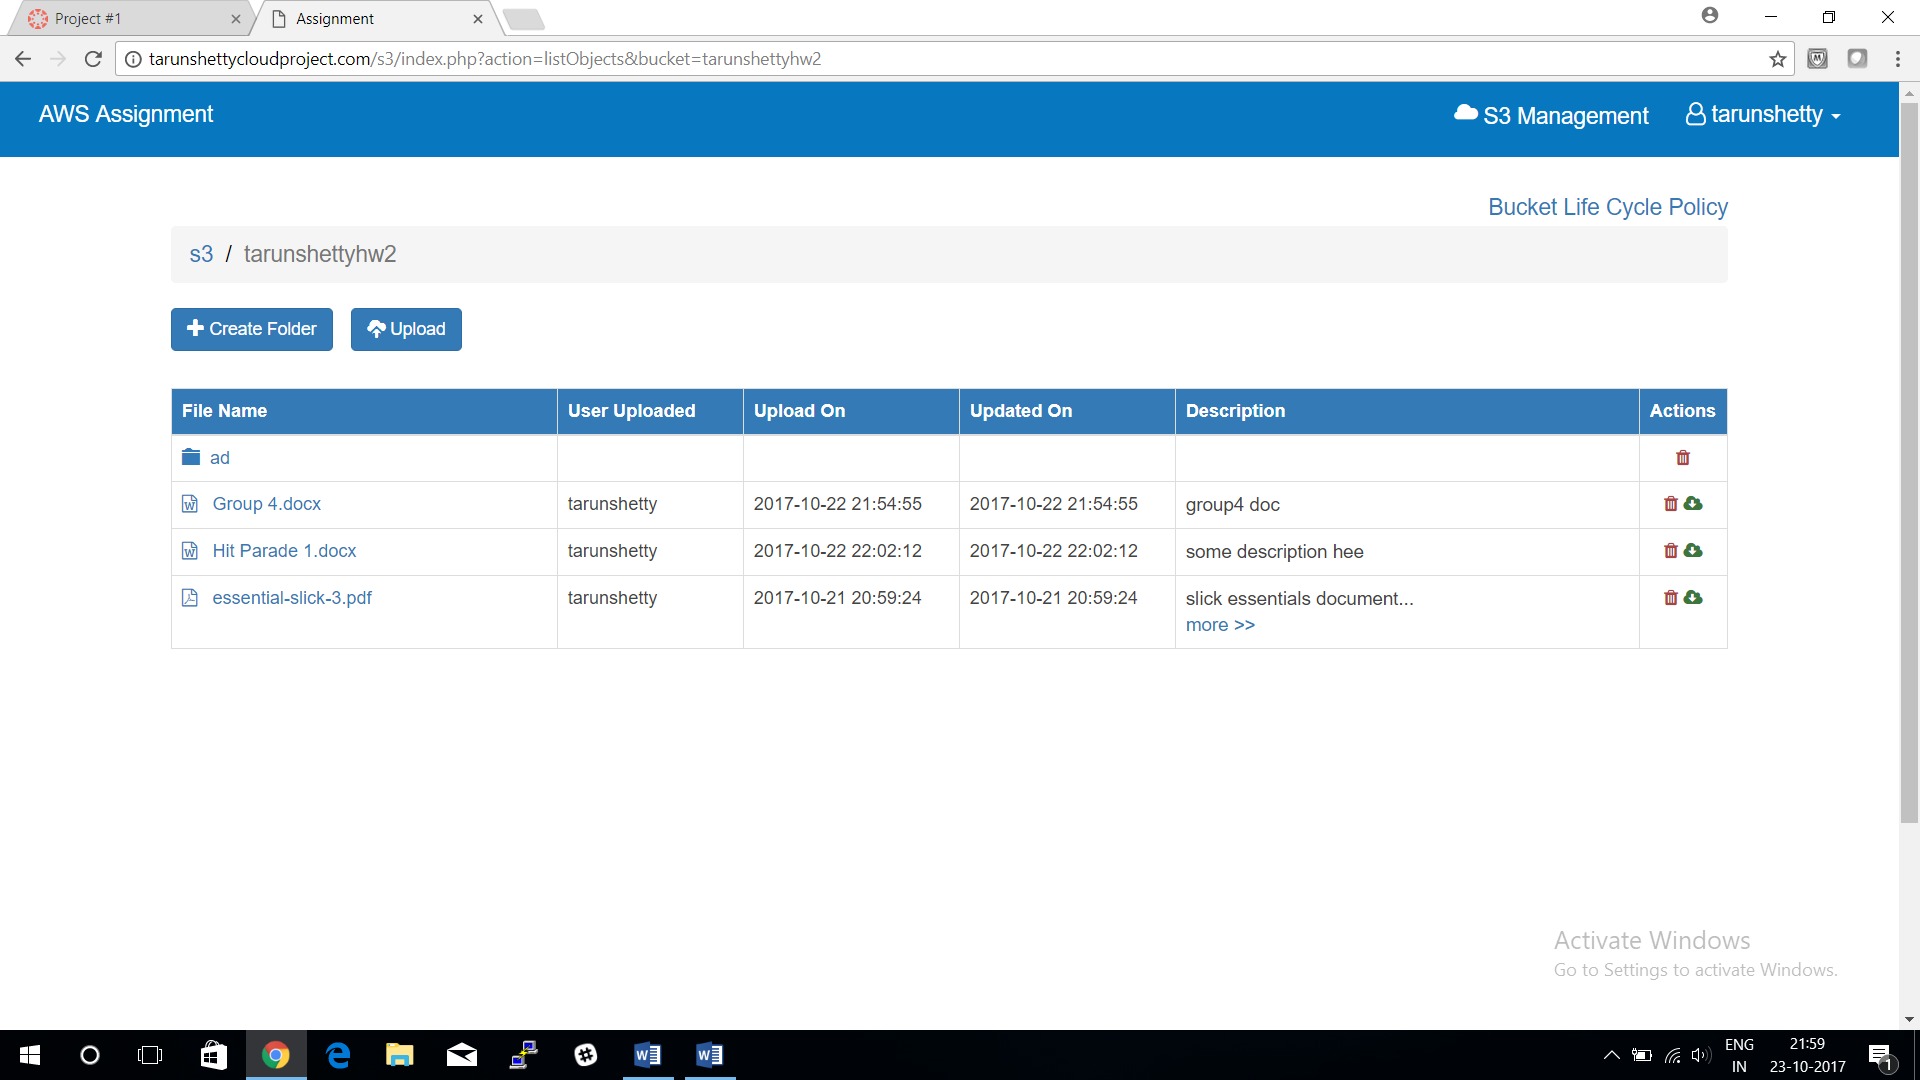 Project #1
Assignment
tarunshettycloudproject.com/s3/index.php?action=listObjects&bucket=tarunshettyhw2
AWS Assignment
S3 Management
tarunshetty
Bucket Life Cycle Policy
s3 / tarunshettyhw2
Create Folder
Upload
File Name User Uploaded Upload On Updated On Description Actions
ad
Group 4.docx tarunshetty 2017-10-22 21:54:55 2017-10-22 21:54:55 group4 doc
Hit Parade 1.docx tarunshetty 2017-10-22 22:02:12 2017-10-22 22:02:12 some description hee
essential-slick-3.pdf tarunshetty 2017-10-21 20:59:24 2017-10-21 20:59:24 slick essentials document...
more >>
Activate Windows
Go to Settings to activate Windows.
ENG 21:59
IN 23-10-2017
1